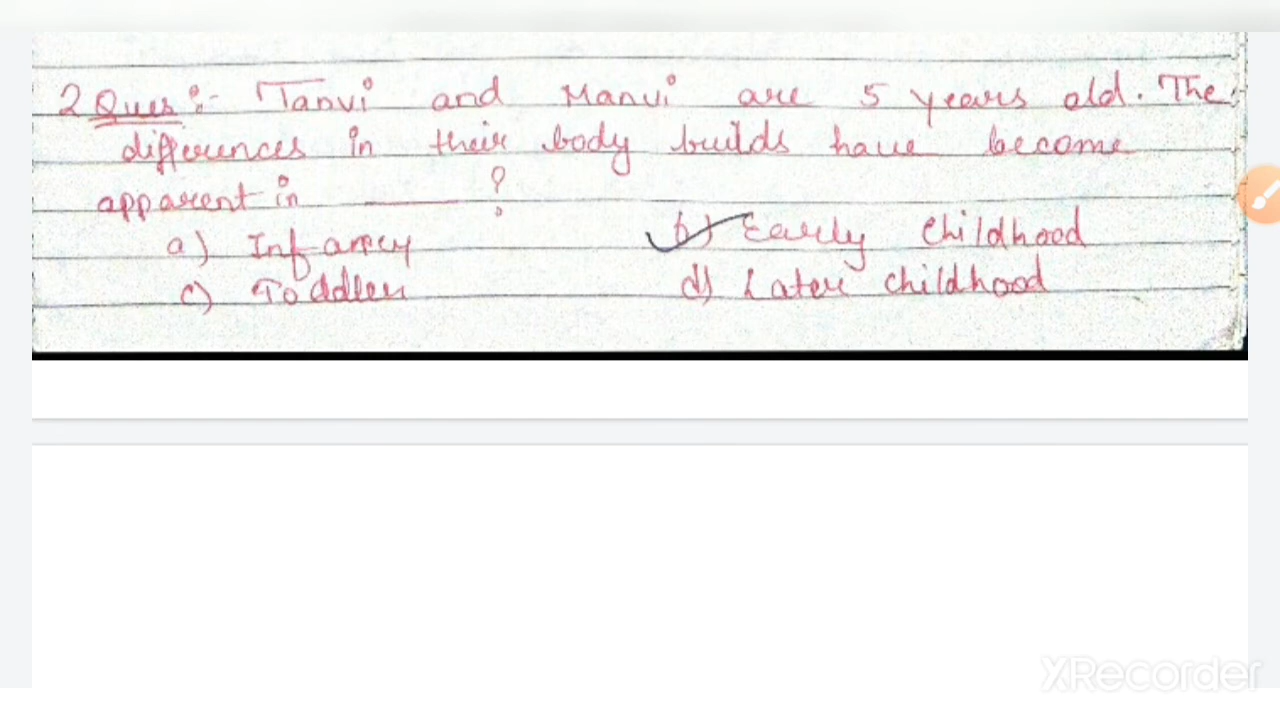 2 Ques :- Tanvi and Manvi are 5 years old. The
differences in their body builds have become
apparent in ______ ?
a) Infancy b) Early childhood
c) Toddler d) Later childhood
XRecorder